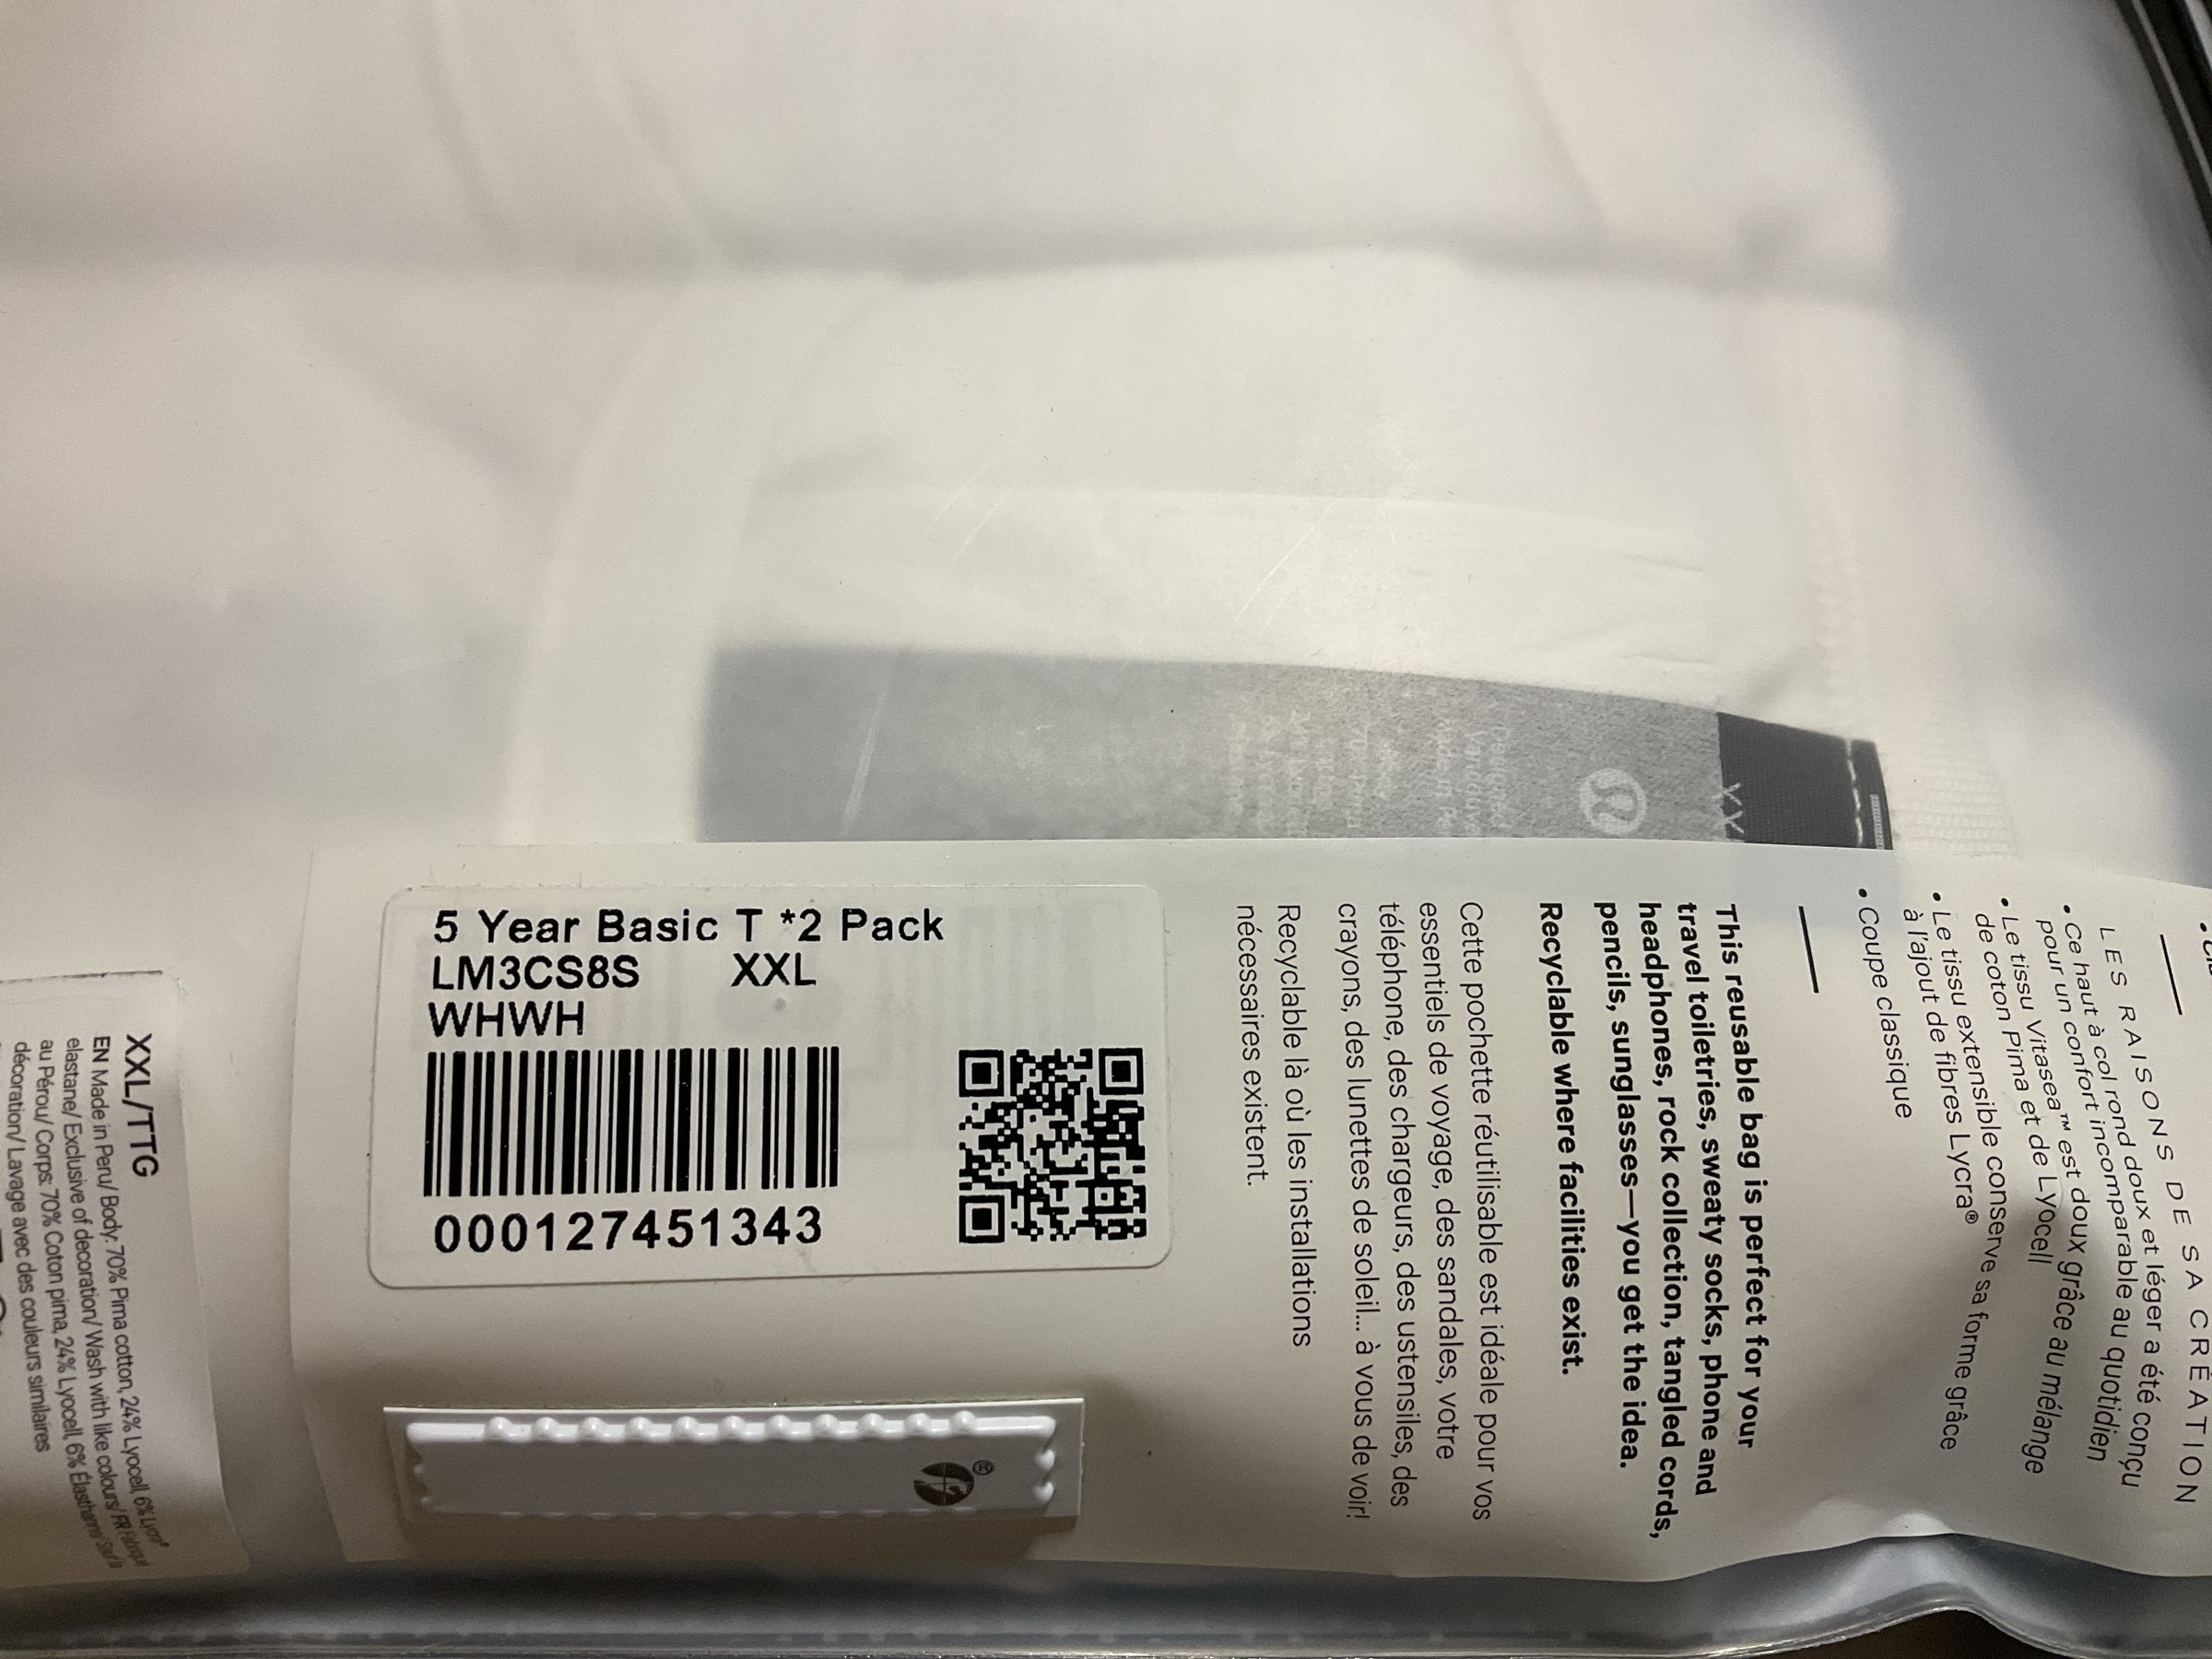 5 Year Basic T *2 Pack
LM3CS8S XXL
WHWH
000127451343
LES RAISONS DE SA CRÉATION
• Ce haut à col rond doux et léger a été conçu
pour un confort incomparable au quotidien
• Le tissu Vitasea™ est doux grâce au mélange
de coton Pima et de Lyocell
• Le tissu extensible conserve sa forme grâce
à l'ajout de fibres Lycra®
• Coupe classique
This reusable bag is perfect for your
travel toiletries, sweaty socks, phone and
headphones, rock collection, tangled cords,
pencils, sunglasses—you get the idea.
Recyclable where facilities exist.
Cette pochette réutilisable est idéale pour vos
essentiels de voyage, des sandales, votre
téléphone, des chargeurs, des ustensiles, des
crayons, des lunettes de soleil... à vous de voir!
Recyclable là où les installations
nécessaires existent.
®
XXL/TTG
EN Made in Peru/ Body: 70% Pima cotton, 24% Lyocell, 6%
elastane/ Exclusive of decoration/ Wash with like colours/ FR
au Pérou/ Corps: 70% Coton pima, 24% Lyocell, 6% Élasthanne
décoration/ Lavage avec des couleurs similaires